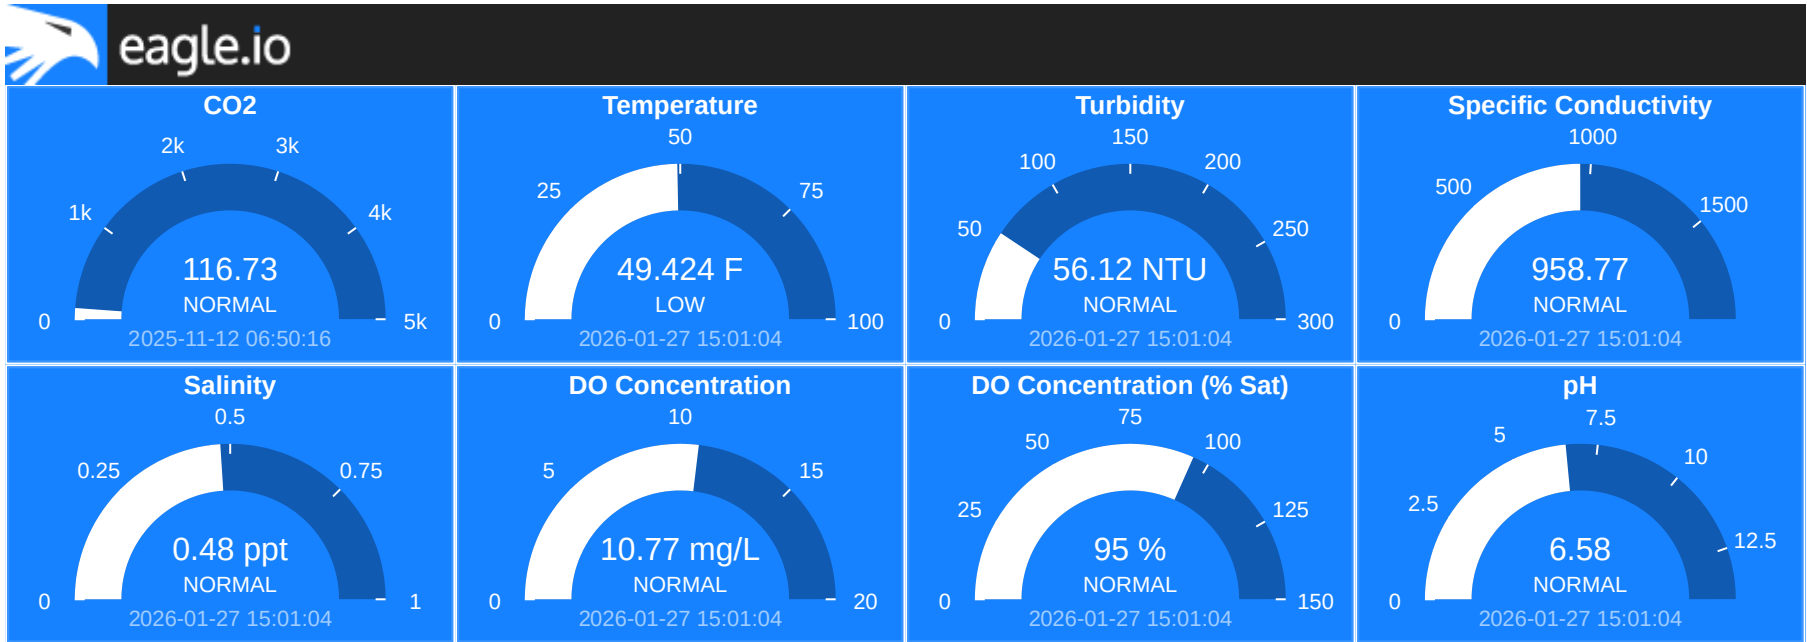 eagle.io
CO2
2k
3k
1k
4k
116.73
NORMAL
0
5k
2025-11-12 06:50:16
Temperature
50
25
75
49.424 F
LOW
0
100
2026-01-27 15:01:04
Turbidity
150
100
200
50
250
56.12 NTU
NORMAL
0
300
2026-01-27 15:01:04
Specific Conductivity
1000
500
1500
958.77
NORMAL
0
2026-01-27 15:01:04
Salinity
0.5
0.25
0.75
0.48 ppt
NORMAL
0
1
2026-01-27 15:01:04
DO Concentration
10
5
15
10.77 mg/L
NORMAL
0
20
2026-01-27 15:01:04
DO Concentration (% Sat)
75
50
100
25
125
95 %
NORMAL
0
150
2026-01-27 15:01:04
pH
7.5
5
10
2.5
12.5
6.58
NORMAL
0
2026-01-27 15:01:04